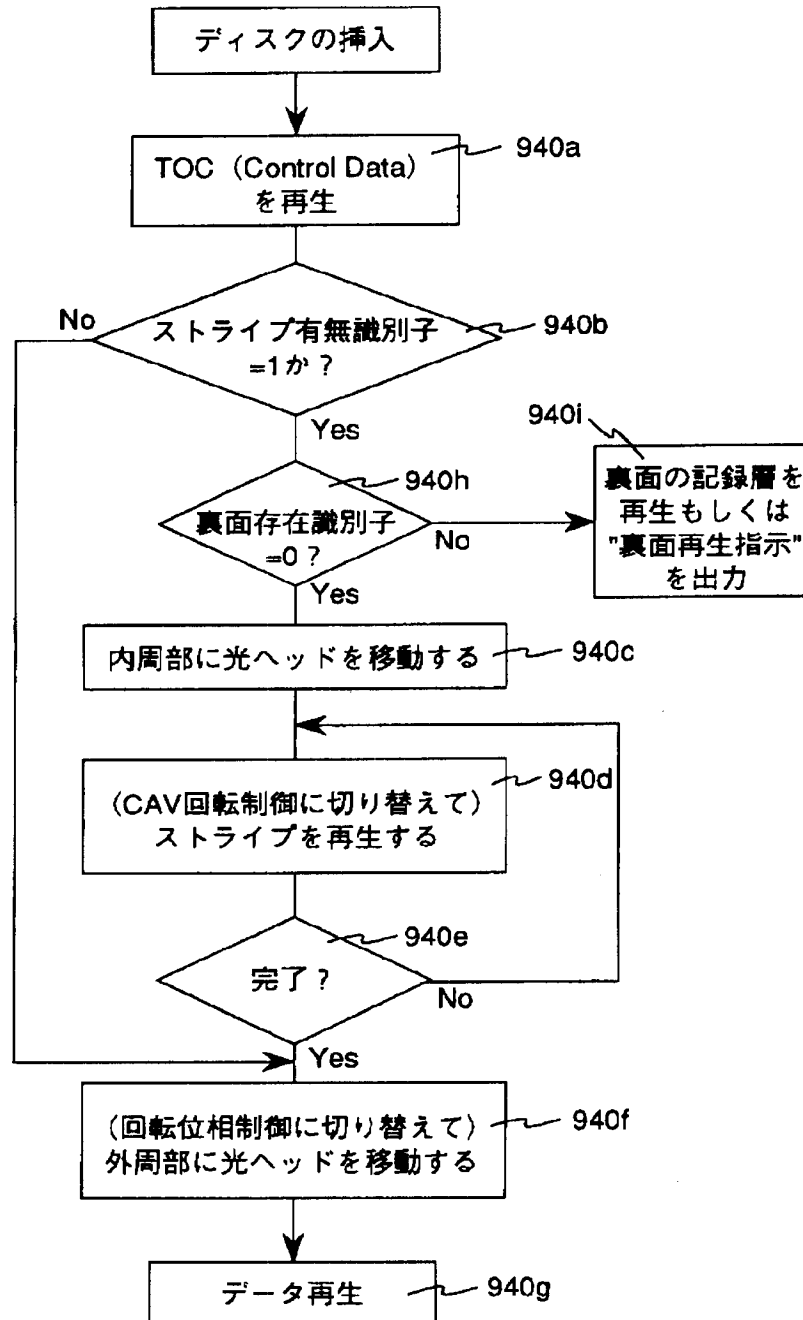 ディスクの挿入
940a
TOC（Control Data）
を再生
No
940b
ストライプ有無識別子
=1か？
Yes
940i
940h
裏面存在識別子
=0？
No
裏面の記録層を
再生もしくは
"裏面再生指示"
を出力
Yes
内周部に光ヘッドを移動する
940c
940d
（CAV回転制御に切り替えて）
ストライプを再生する
940e
完了？
No
Yes
940f
（回転位相制御に切り替えて）
外周部に光ヘッドを移動する
データ再生
940g